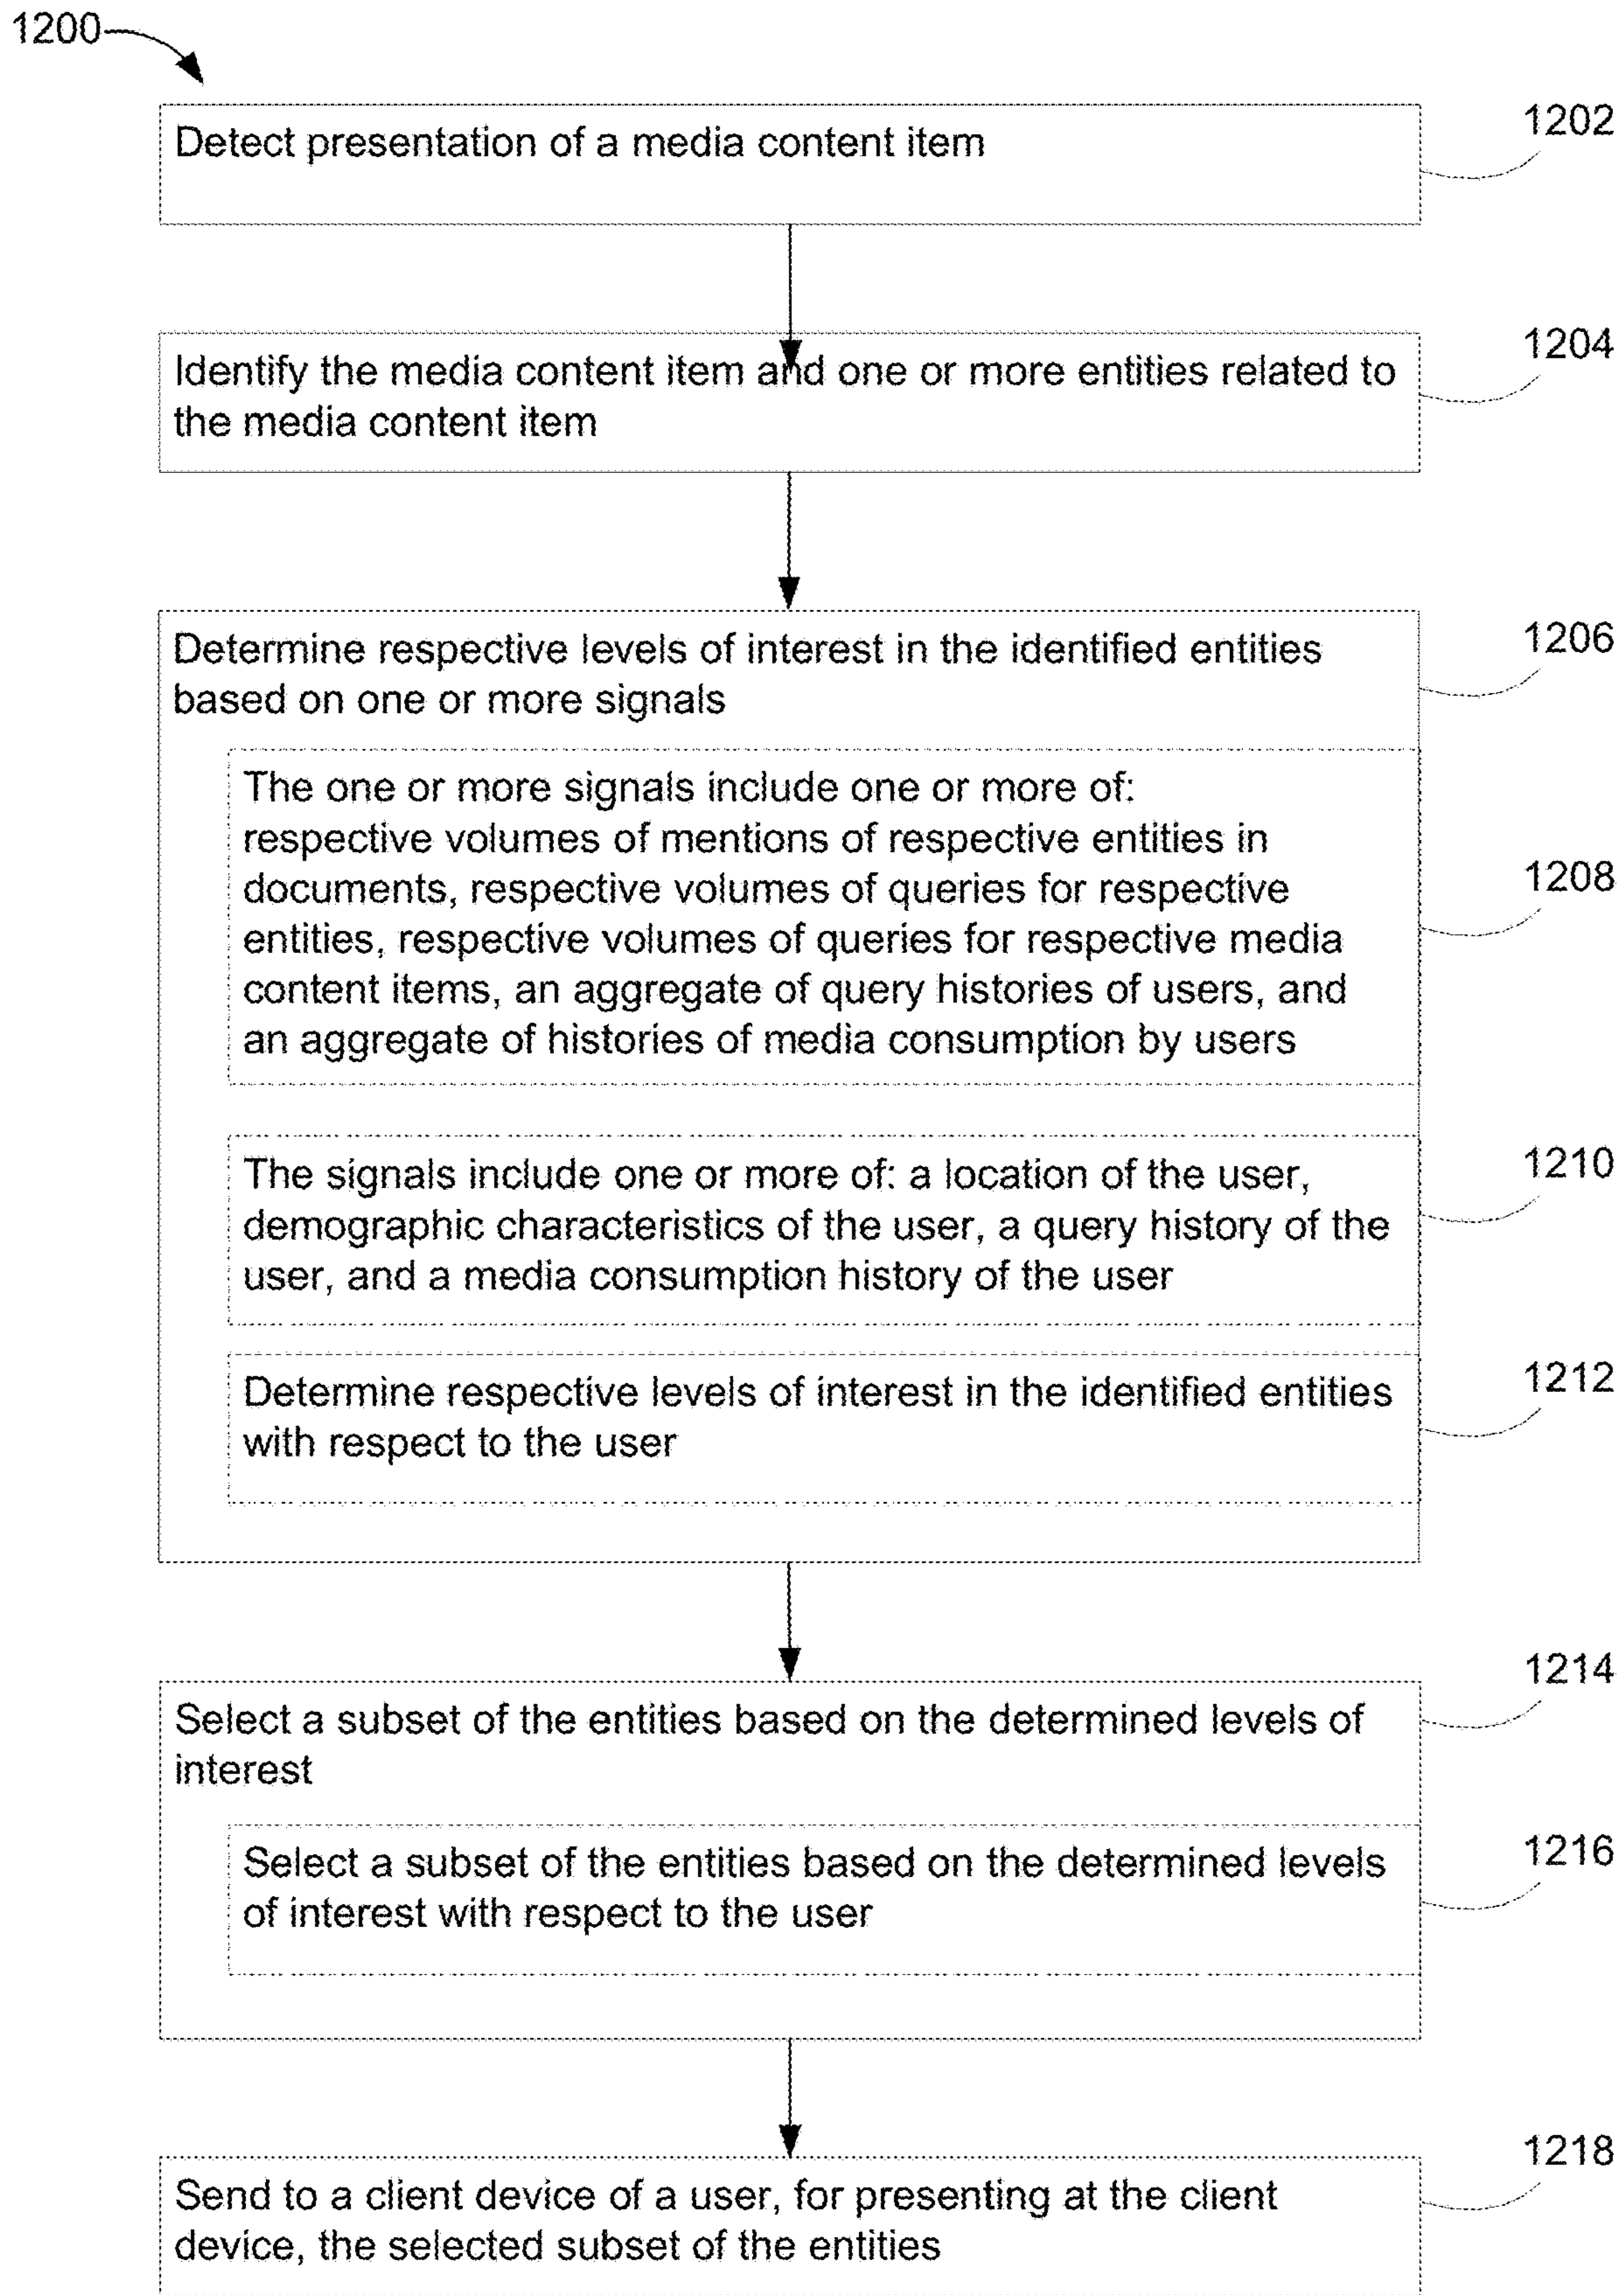 1200
Detect presentation of a media content item
1202
Identify the media content item and one or more entities related to
the media content item
1204
Determine respective levels of interest in the identified entities
based on one or more signals
1206
The one or more signals include one or more of:
respective volumes of mentions of respective entities in
documents, respective volumes of queries for respective
entities, respective volumes of queries for respective media
content items, an aggregate of query histories of users, and
an aggregate of histories of media consumption by users
1208
The signals include one or more of: a location of the user,
demographic characteristics of the user, a query history of the
user, and a media consumption history of the user
1210
Determine respective levels of interest in the identified entities
with respect to the user
1212
Select a subset of the entities based on the determined levels of
interest
1214
Select a subset of the entities based on the determined levels
of interest with respect to the user
1216
Send to a client device of a user, for presenting at the client
device, the selected subset of the entities
1218